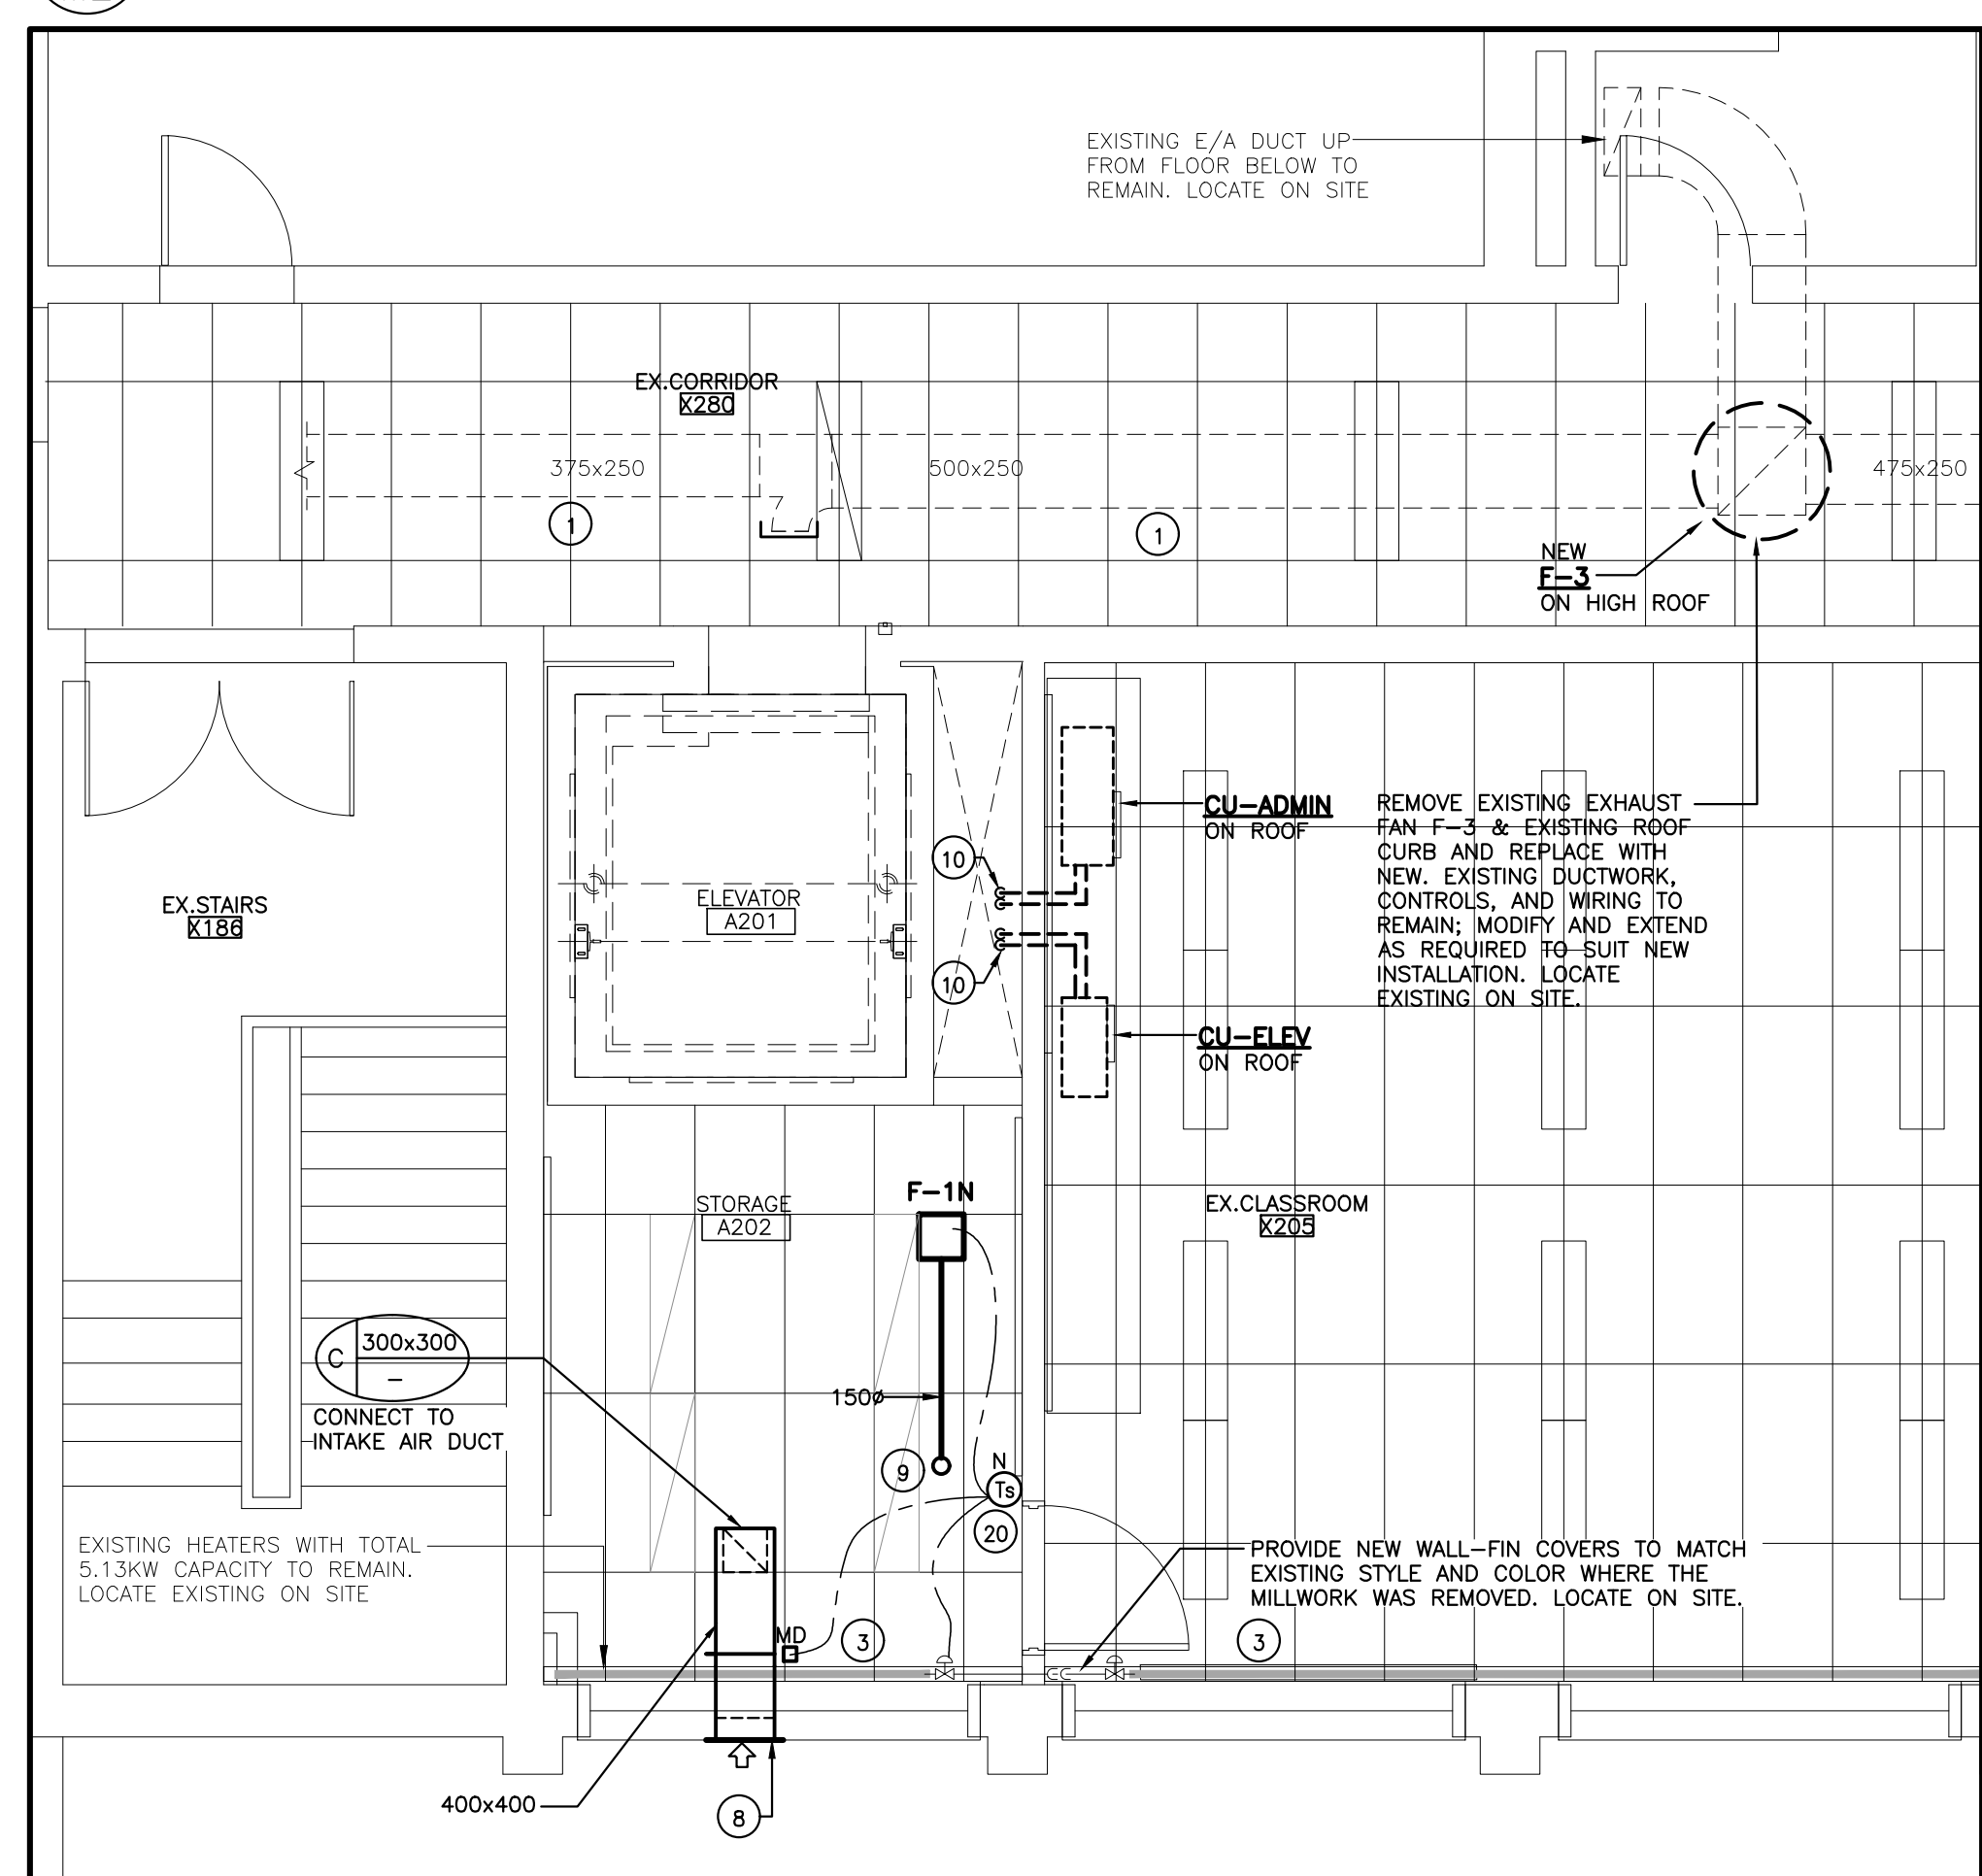 EXISTING E/A DUCT UP
FROM FLOOR BELOW TO
REMAIN. LOCATE ON SITE
EX.CORRIDOR
X280
375x250
500x250
475x250
1
1
NEW
F-3
ON HIGH ROOF
CU-ADMIN
ON ROOF
REMOVE EXISTING EXHAUST
FAN F-3 & EXISTING ROOF
CURB AND REPLACE WITH
NEW. EXISTING DUCTWORK,
CONTROLS, AND WIRING TO
REMAIN; MODIFY AND EXTEND
AS REQUIRED TO SUIT NEW
INSTALLATION. LOCATE
EXISTING ON SITE.
10
EX.STAIRS
X186
ELEVATOR
A201
10
CU-ELEV
ON ROOF
F-1N
STORAGE
A202
EX.CLASSROOM
X205
C
300x300
-
CONNECT TO
INTAKE AIR DUCT
150ø
9
N
Ts
20
EXISTING HEATERS WITH TOTAL
5.13KW CAPACITY TO REMAIN.
LOCATE EXISTING ON SITE
PROVIDE NEW WALL-FIN COVERS TO MATCH
EXISTING STYLE AND COLOR WHERE THE
MILLWORK WAS REMOVED. LOCATE ON SITE.
MD
3
3
400x400
8